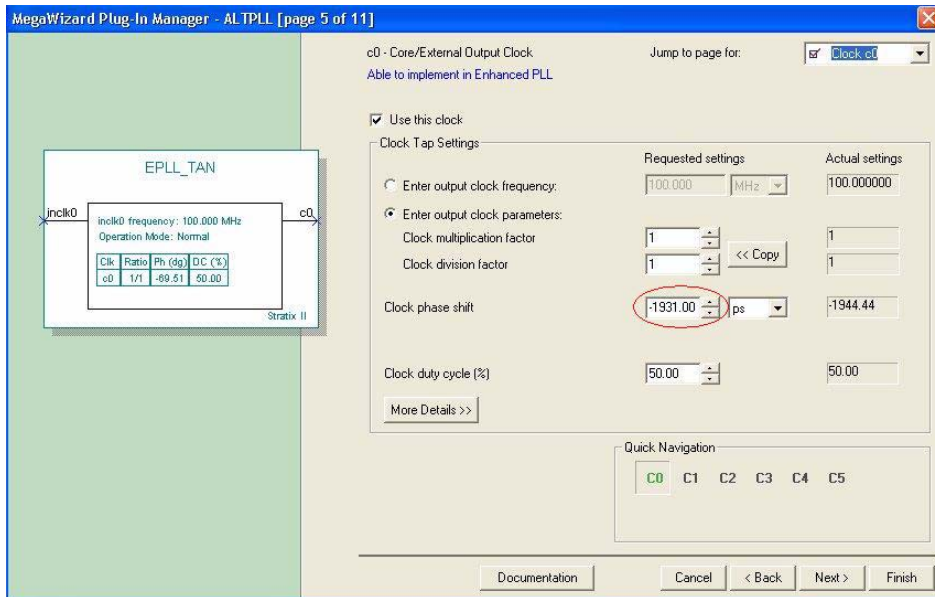 MegaWizard Plug-In Manager - ALTPLL [page 5 of 11]
c0 - Core/External Output Clock
Able to implement in Enhanced PLL
Jump to page for:
Clock c0
Use this clock
Clock Tap Settings
Requested settings
Actual settings
Enter output clock frequency:
100.000
MHz
100.000000
Enter output clock parameters:
Clock multiplication factor
1
1
Clock division factor
1
<< Copy
1
Clock phase shift
-1931.00
ps
-1944.44
Clock duty cycle (%)
50.00
50.00
More Details >>
Quick Navigation
C0 C1 C2 C3 C4 C5
EPLL_TAN
inclk0
c0
inclk0 frequency: 100.000 MHz
Operation Mode: Normal
Clk Ratio Ph (dg) DC (%)
c0 1/1 -69.51 50.00
Stratix II
Documentation
Cancel
< Back
Next >
Finish